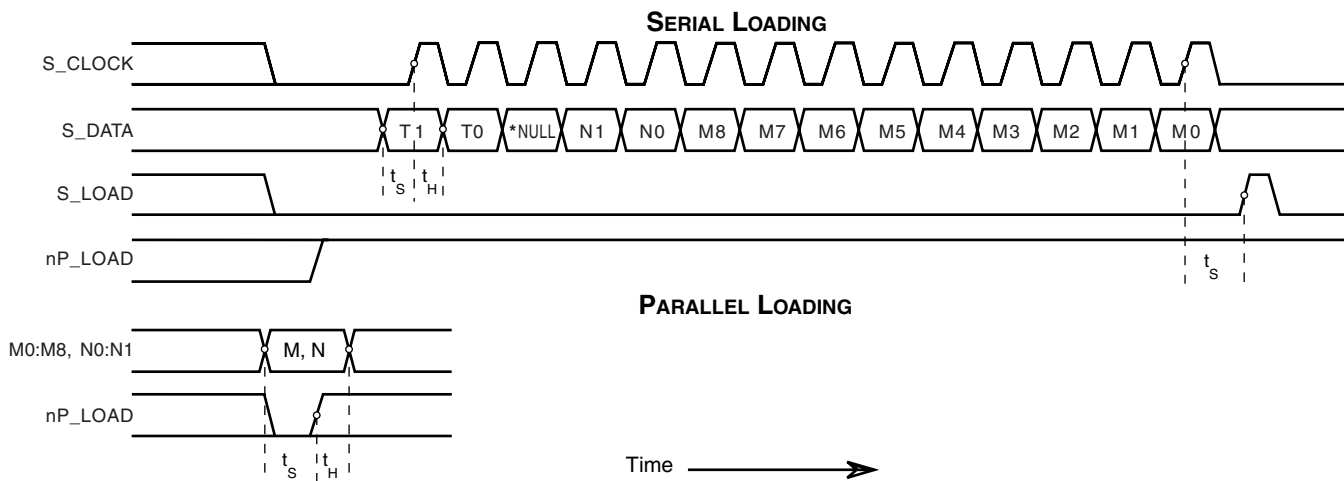 SERIAL LOADING
S_CLOCK
S_DATA
T1 T0 *NULL N1 N0 M8 M7 M6 M5 M4 M3 M2 M1 M0
tS tH
S_LOAD
nP_LOAD
tS
PARALLEL LOADING
M0:M8, N0:N1
M, N
nP_LOAD
tS tH
Time